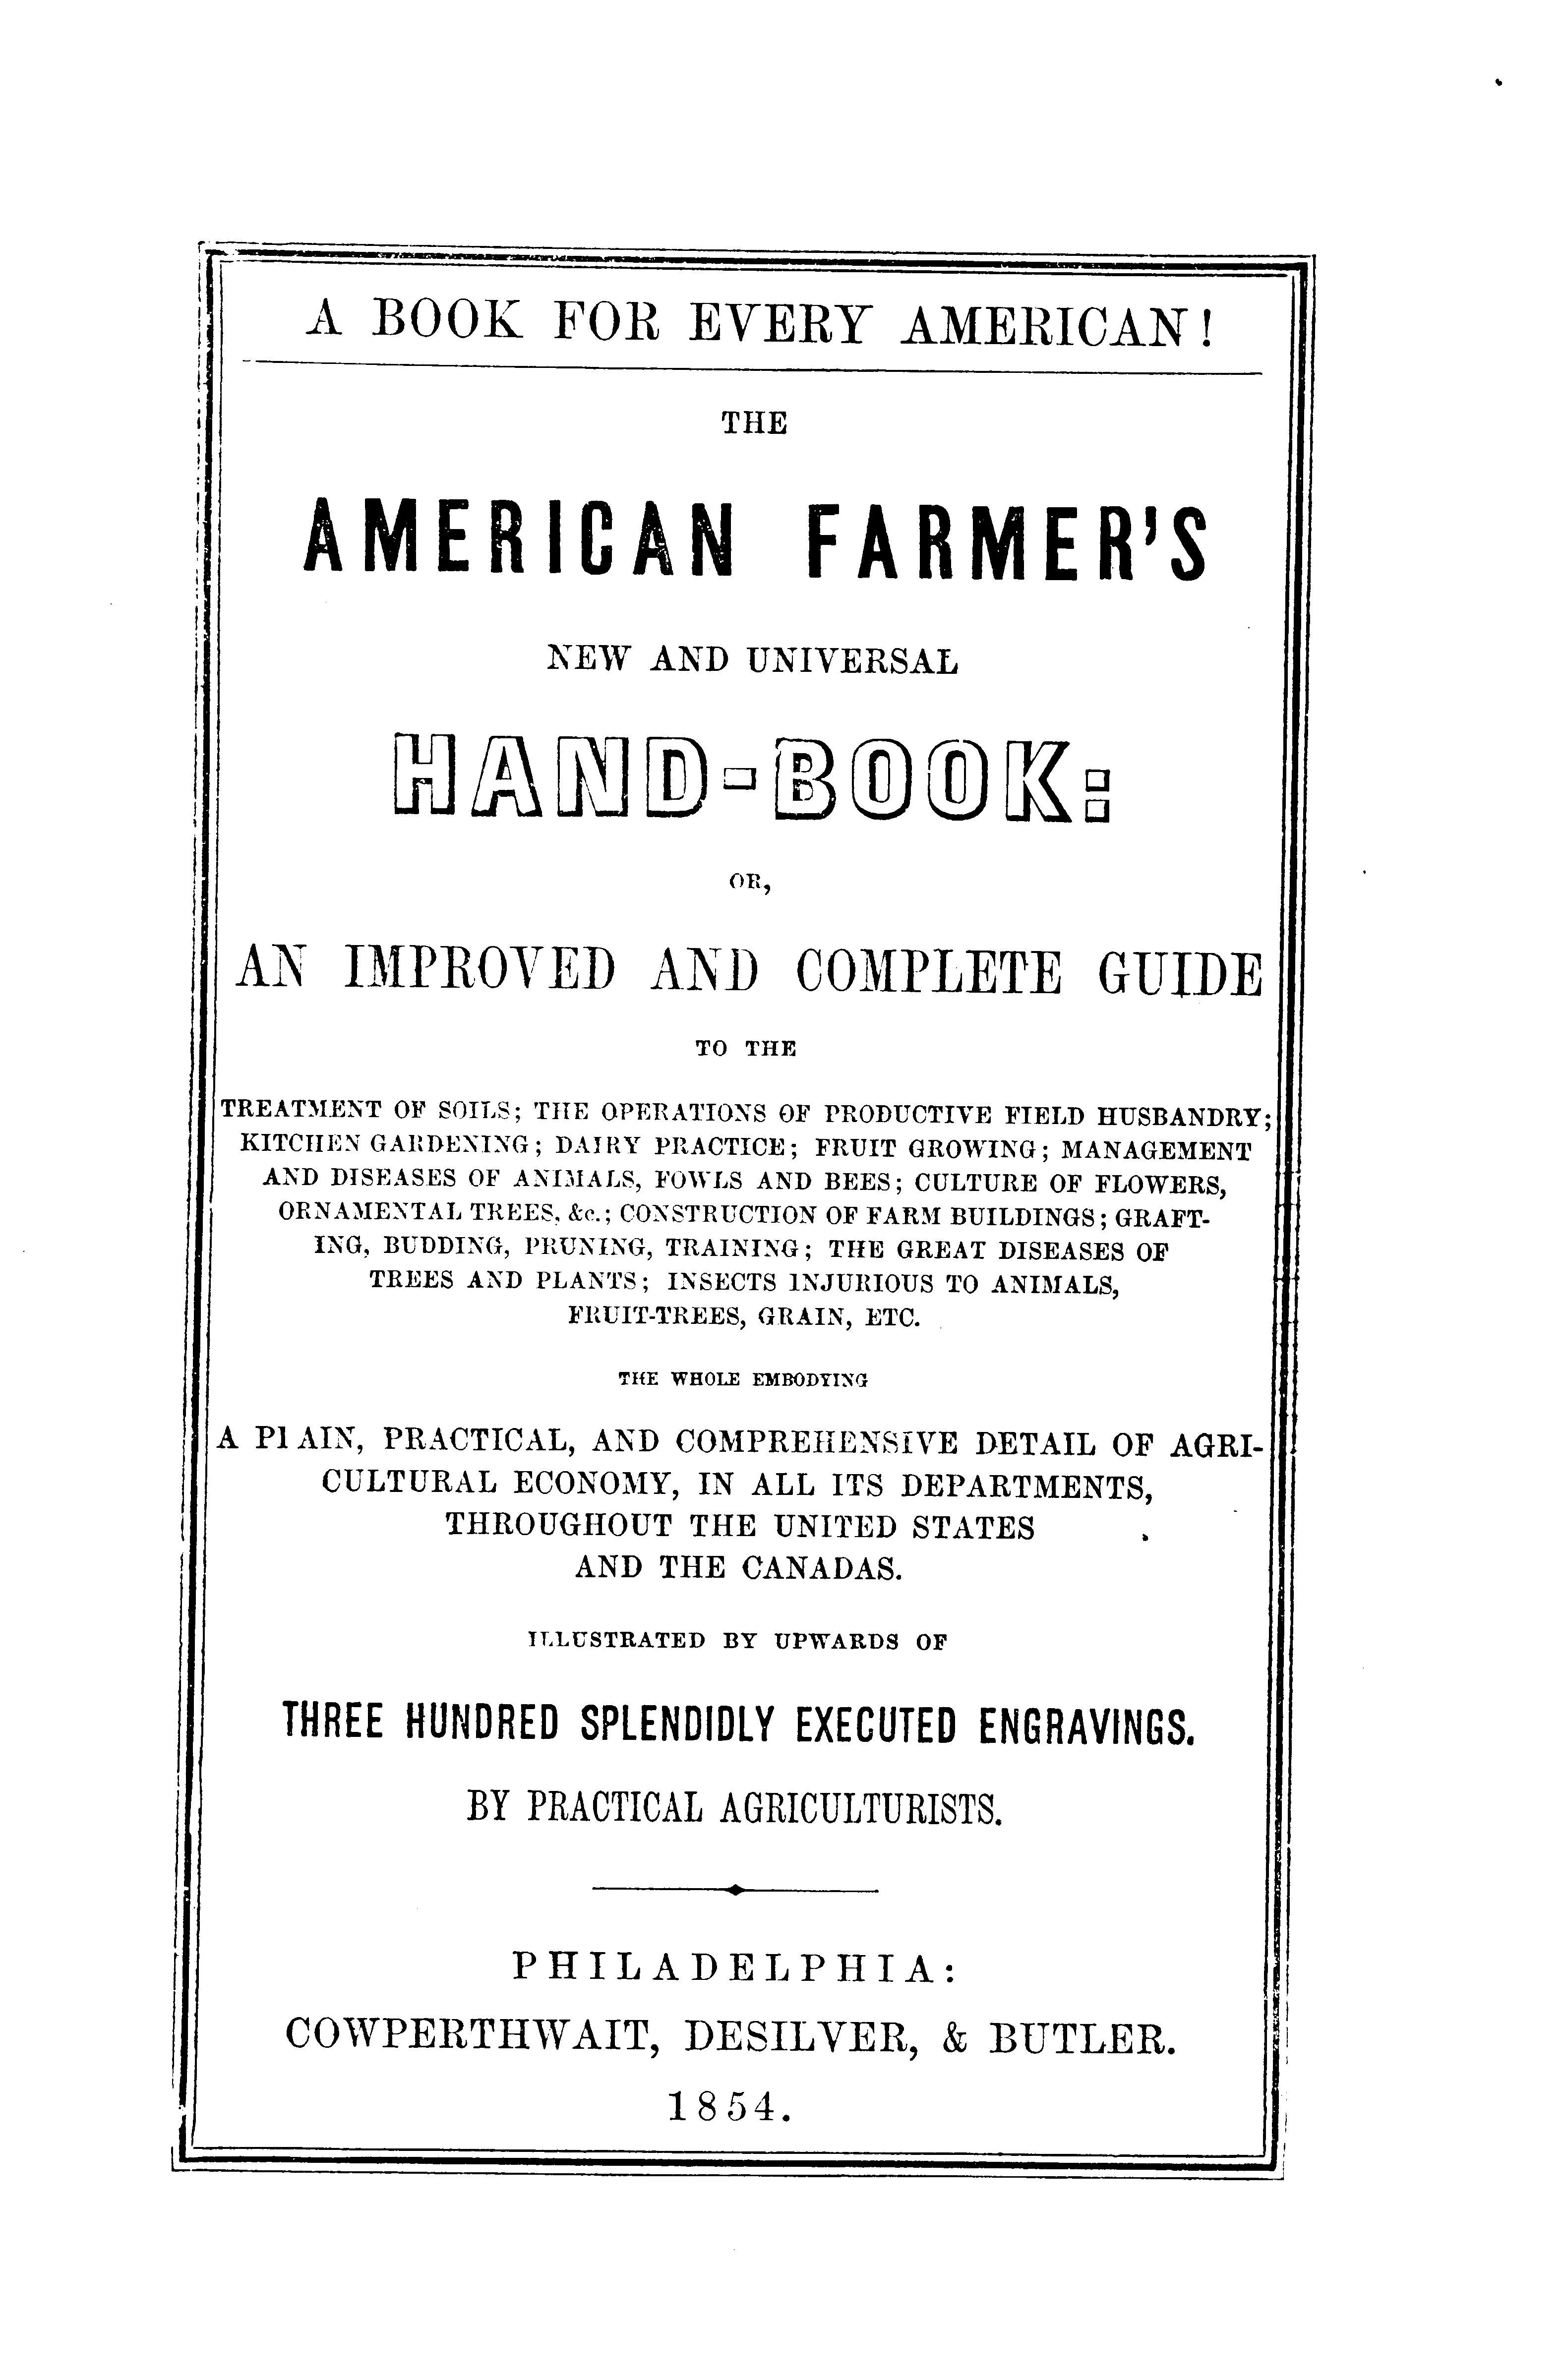 A BOOK FOR EVERY AMERICAN!
THE
AMERICAN FARMER'S
NEW AND UNIVERSAL
HAND-BOOK:
OR,
AN IMPROVED AND COMPLETE GUIDE
TO THE
TREATMENT OF SOILS; THE OPERATIONS OF PRODUCTIVE FIELD HUSBANDRY;
KITCHEN GARDENING; DAIRY PRACTICE; FRUIT GROWING; MANAGEMENT
AND DISEASES OF ANIMALS, FOWLS AND BEES; CULTURE OF FLOWERS,
ORNAMENTAL TREES, &c.; CONSTRUCTION OF FARM BUILDINGS; GRAFT-
ING, BUDDING, PRUNING, TRAINING; THE GREAT DISEASES OF
TREES AND PLANTS; INSECTS INJURIOUS TO ANIMALS,
FRUIT-TREES, GRAIN, ETC.
THE WHOLE EMBODYING
A PLAIN, PRACTICAL, AND COMPREHENSIVE DETAIL OF AGRI-
CULTURAL ECONOMY, IN ALL ITS DEPARTMENTS,
THROUGHOUT THE UNITED STATES
AND THE CANADAS.
ILLUSTRATED BY UPWARDS OF
THREE HUNDRED SPLENDIDLY EXECUTED ENGRAVINGS.
BY PRACTICAL AGRICULTURISTS.
PHILADELPHIA:
COWPERTHWAIT, DESILVER, & BUTLER.
1854.